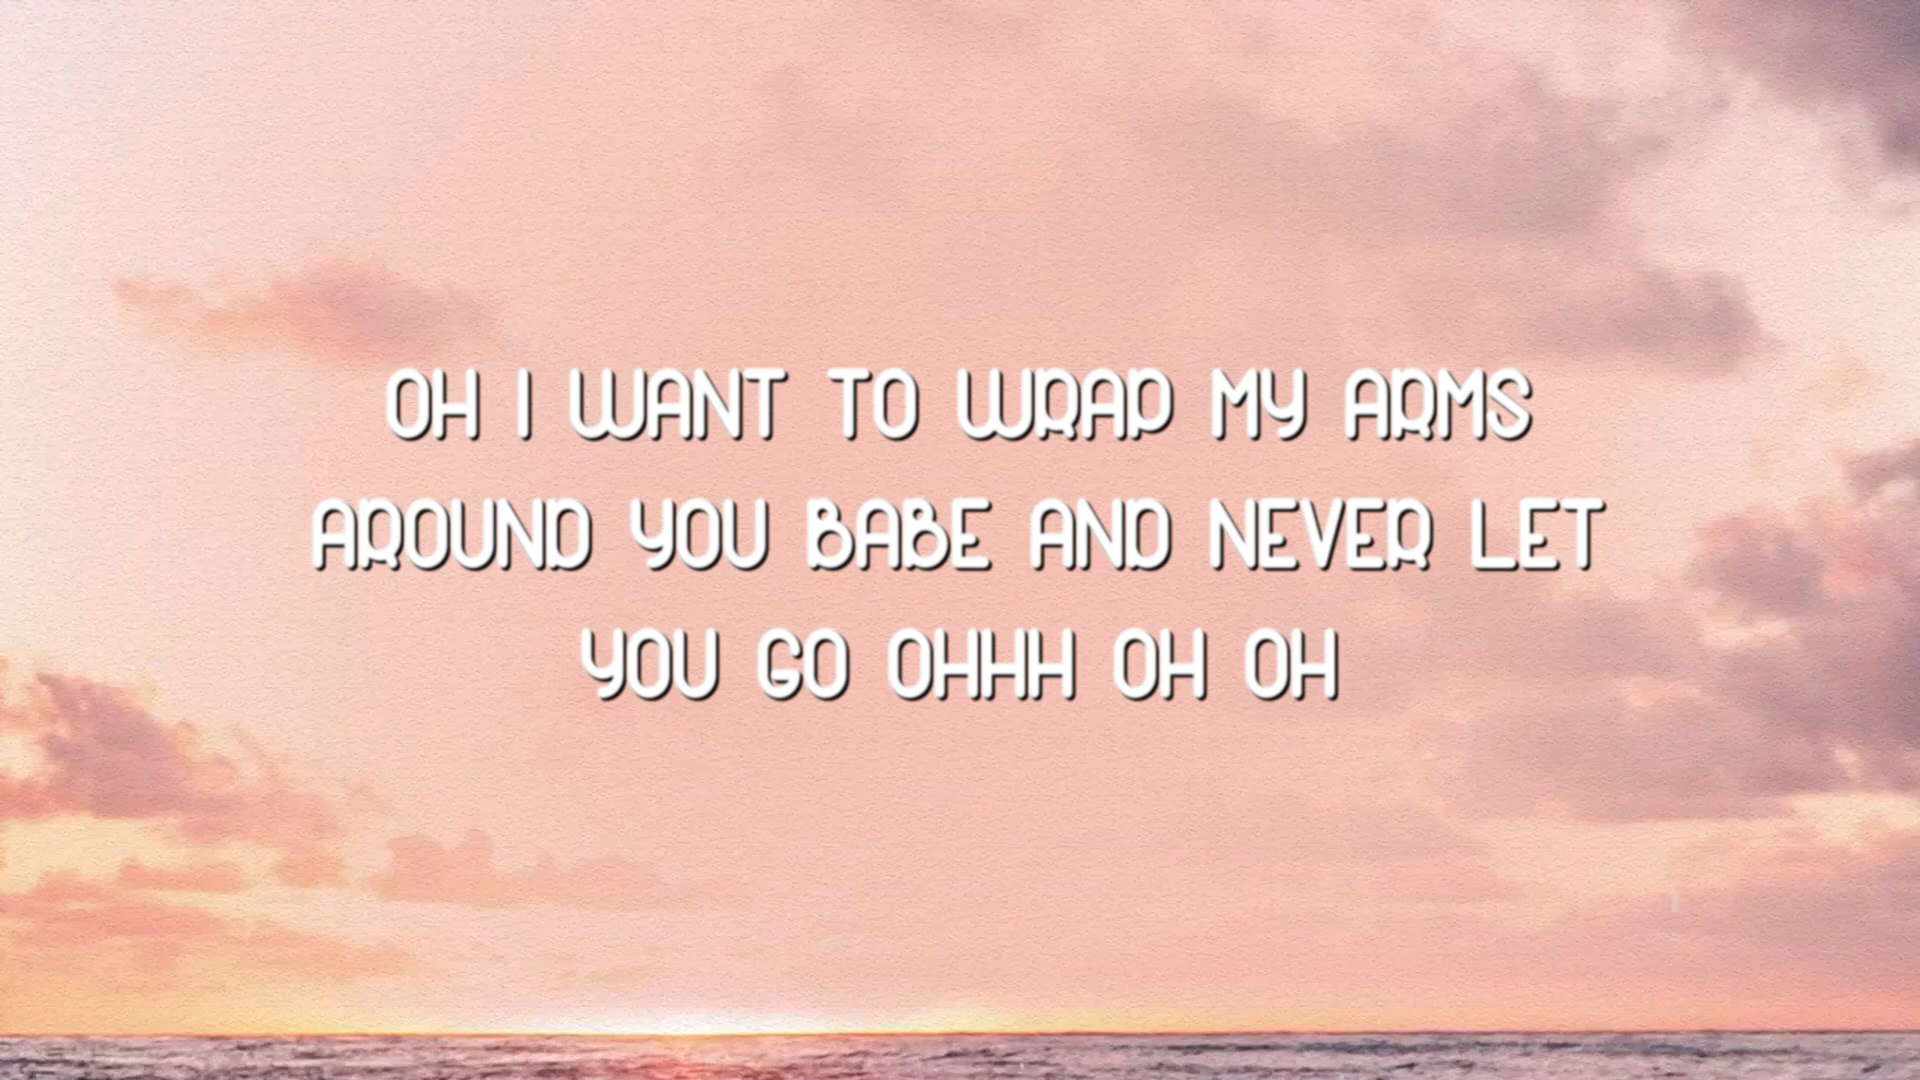 OH I WANT TO WRAP MY ARMS
AROUND YOU BABE AND NEVER LET
YOU GO OHHH OH OH